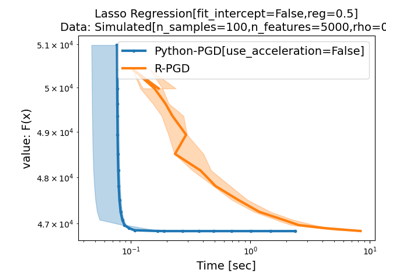 Lasso Regression[fit_intercept=False,reg=0.5]
Data: Simulated[n_samples=100,n_features=5000,rho=0
Python-PGD[use_acceleration=False]
R-PGD
value: F(x)
5.1 × 10⁴
5 × 10⁴
4.9 × 10⁴
4.8 × 10⁴
4.7 × 10⁴
10⁻¹
10⁰
10¹
Time [sec]